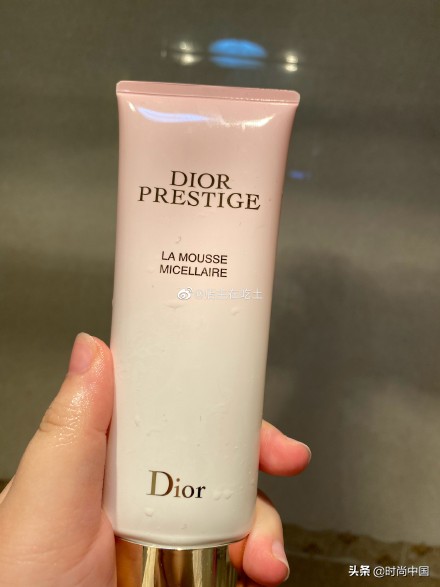 DIOR
PRESTIGE
LA MOUSSE
MICELLAIRE
Dior
头条 @时尚中国